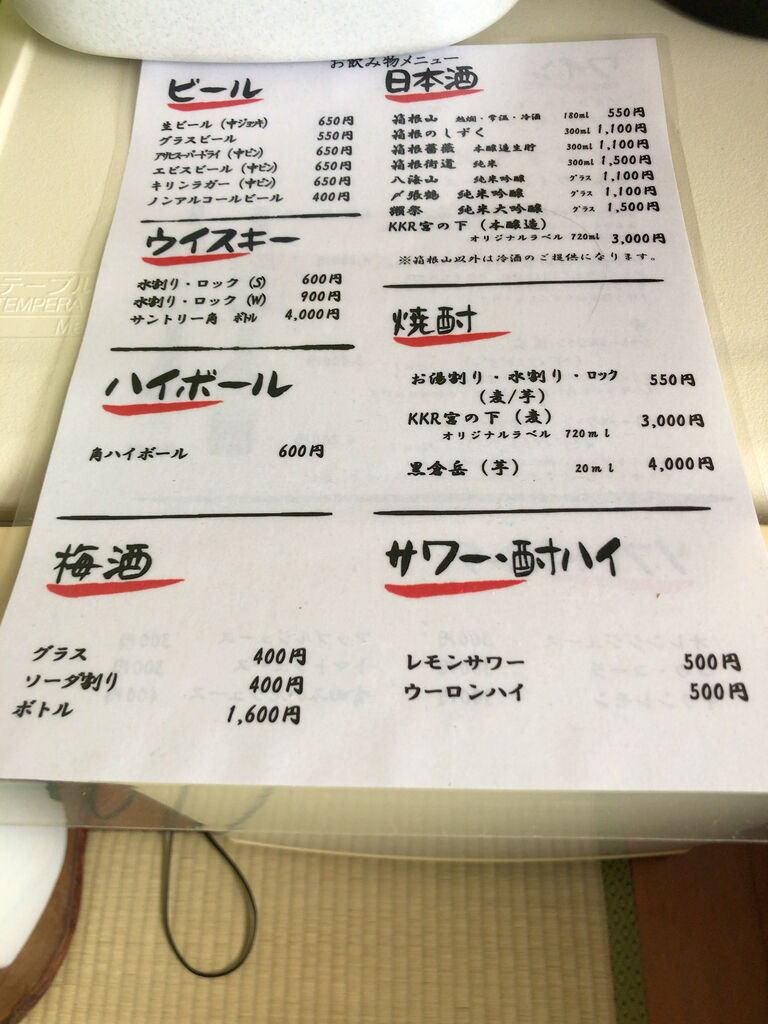 お飲み物メニュー
ビール
生ビール（中ジョッキ） 650円
グラスビール 550円
アサヒスーパードライ（中ビン） 650円
エビスビール（中ビン） 650円
キリンラガー（中ビン） 650円
ノンアルコールビール 400円
ウイスキー
水割り・ロック（S） 600円
水割り・ロック（W） 900円
サントリー角 ボトル 4,000円
ハイボール
角ハイボール 600円
梅酒
グラス 400円
ソーダ割り 400円
ボトル 1,600円
日本酒
箱根山 熱燗・常温・冷酒 180ml 550円
箱根のしずく 300ml 1,100円
箱根薔薇 本醸造生貯 300ml 1,100円
箱根街道 純米 300ml 1,500円
八海山 純米吟醸 グラス 1,100円
〆張鶴 純米吟醸 グラス 1,100円
獺祭 純米大吟醸 グラス 1,500円
KKR宮の下（本醸造）
オリジナルラベル 720ml 3,000円
※箱根山以外は冷酒のご提供になります。
焼酎
お湯割り・水割り・ロック 550円
（麦/芋）
KKR宮の下（麦） 3,000円
オリジナルラベル 720ml
黒倉岳（芋） 20ml 4,000円
サワー・酎ハイ
レモンサワー 500円
ウーロンハイ 500円
テーブル
TEMPERA